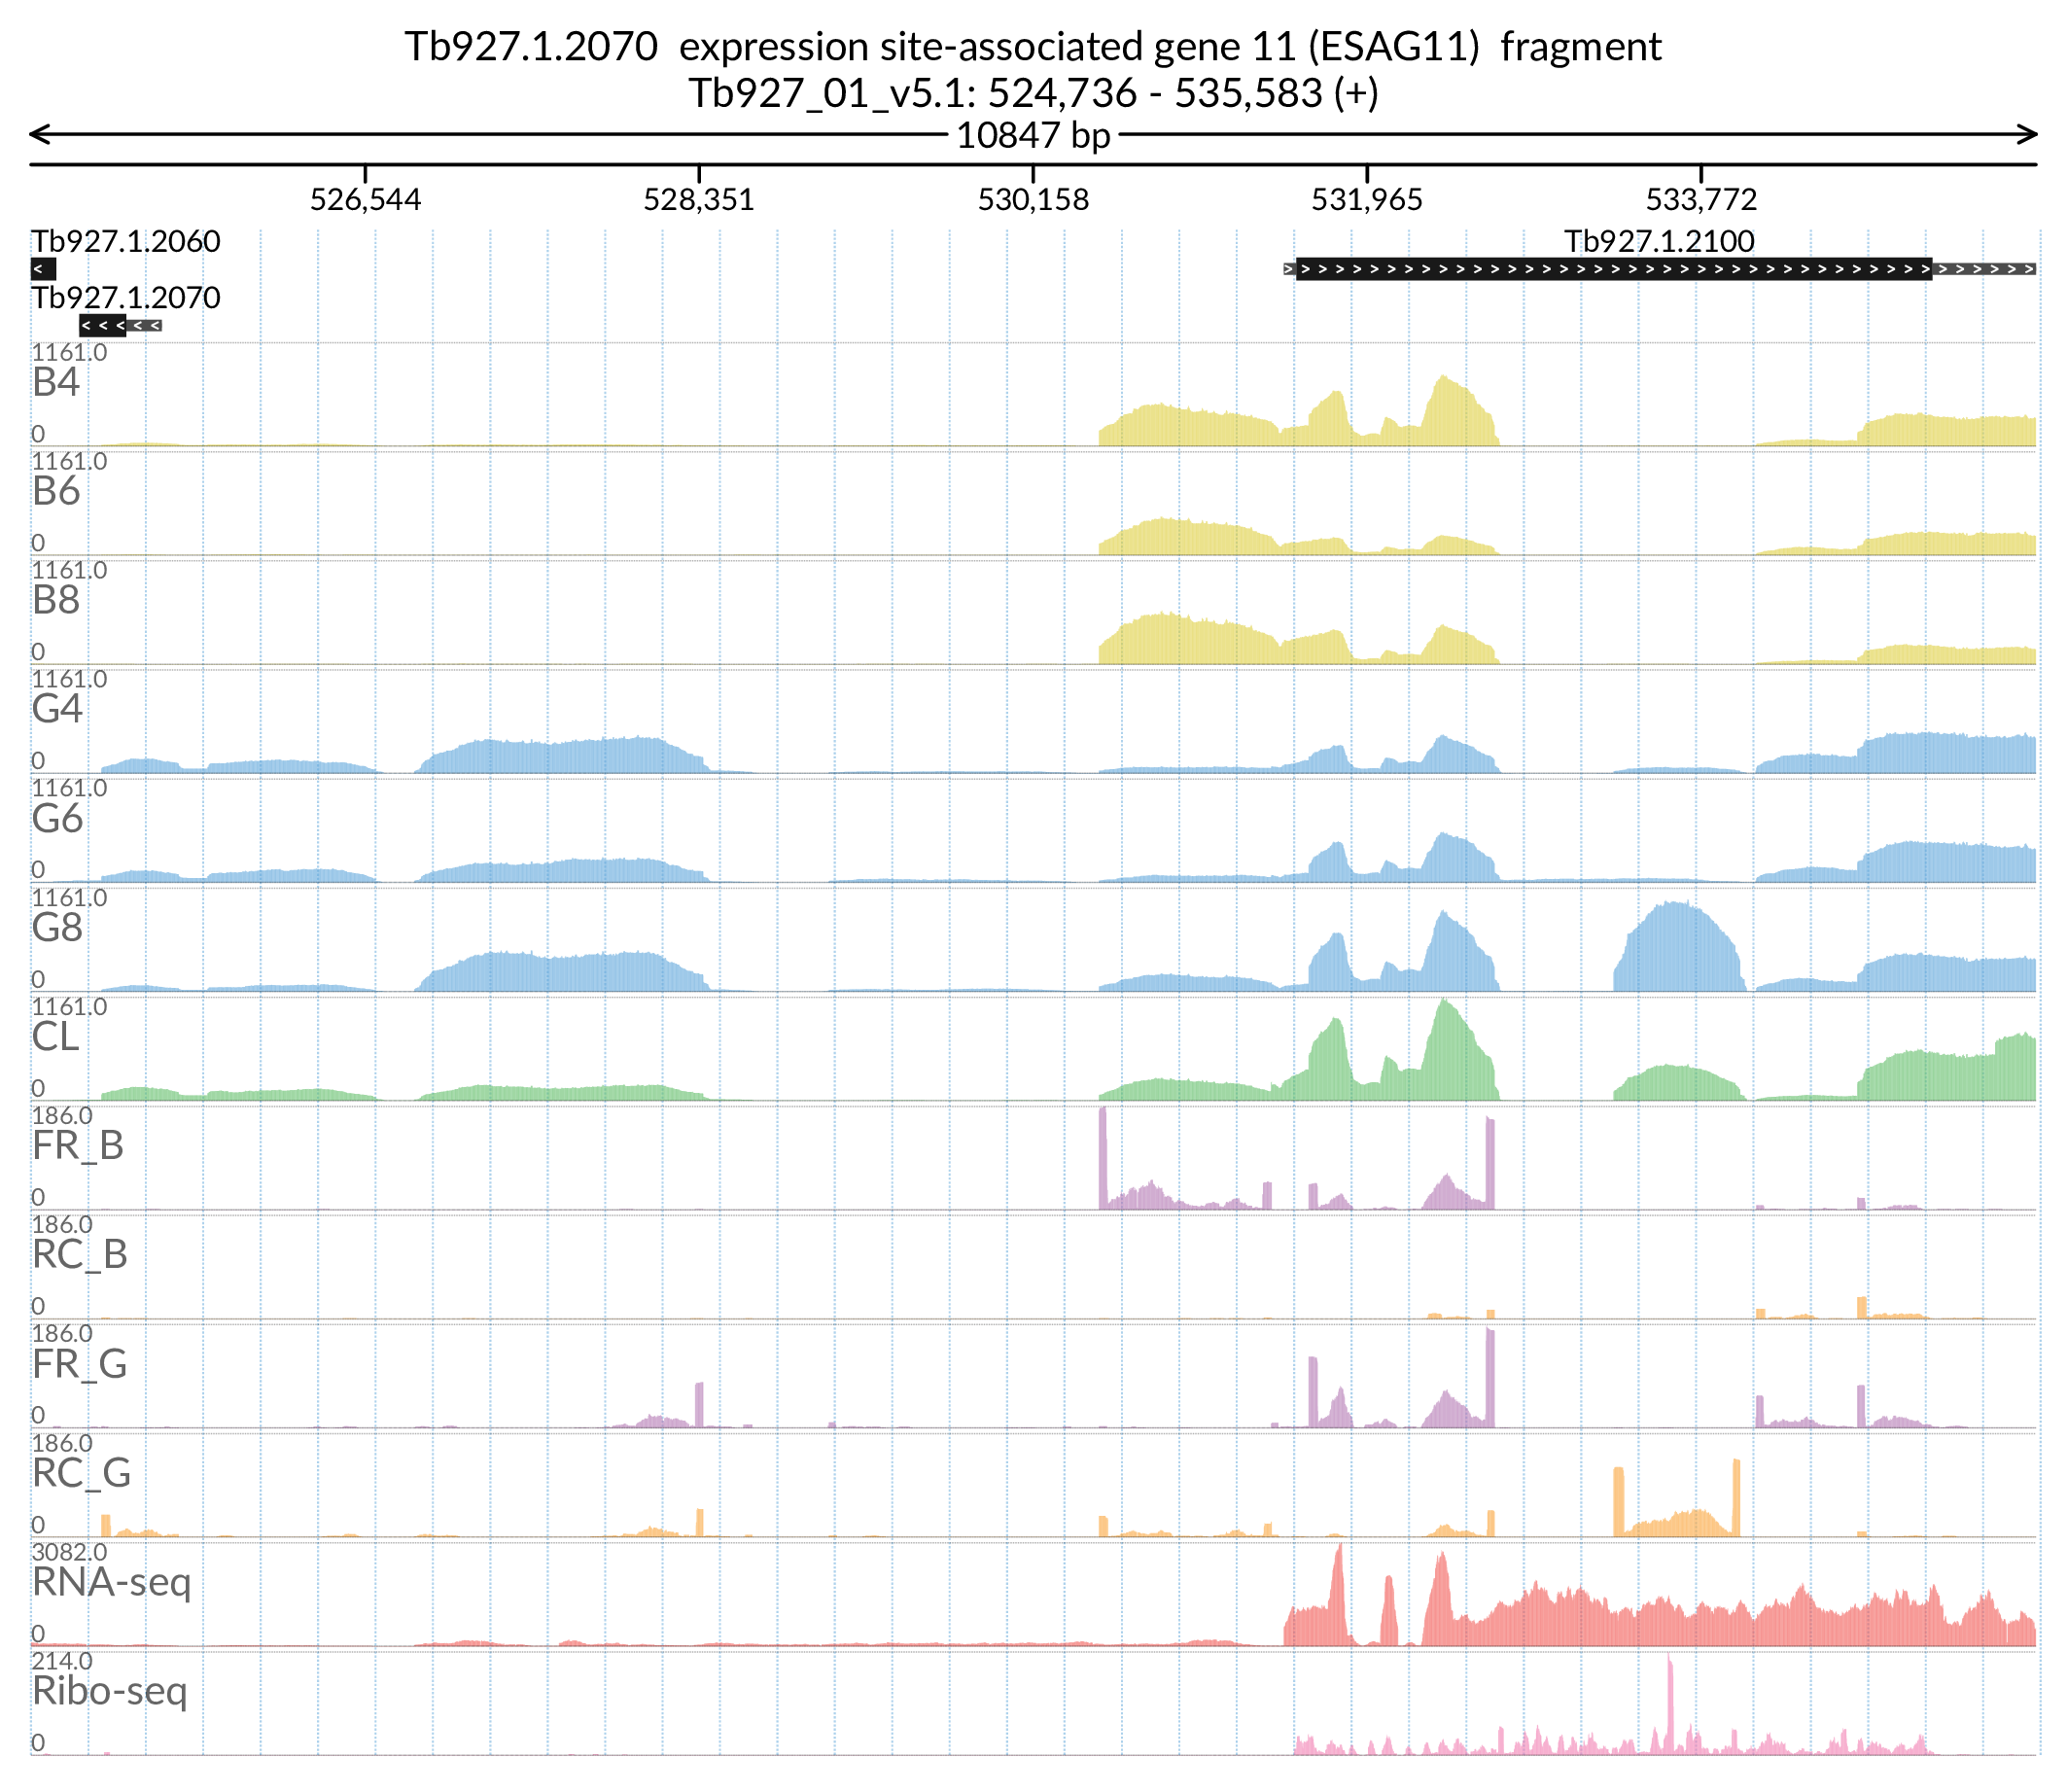 Tb927.1.2070  expression site-associated gene 11 (ESAG11)  fragment
Tb927_01_v5.1: 524,736 - 535,583 (+)
10847 bp
526,544 528,351 530,158 531,965 533,772
Tb927.1.2060 Tb927.1.2100
Tb927.1.2070
1161.0
B4
0
1161.0
B6
0
1161.0
B8
0
1161.0
G4
0
1161.0
G6
0
1161.0
G8
0
1161.0
CL
0
186.0
FR_B
0
186.0
RC_B
0
186.0
FR_G
0
186.0
RC_G
0
3082.0
RNA-seq
0
214.0
Ribo-seq
0